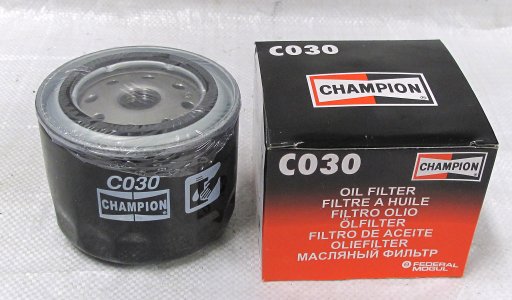 C030
CHAMPION
C030
CHAMPION
C030
CHAMPION
OIL FILTER
FILTRE A HUILE
FILTRO OLIO
ÖLFILTER
FILTRO DE ACEITE
OLIEFILTER
МАСЛЯНЫЙ ФИЛЬТР
FEDERAL
MOGUL